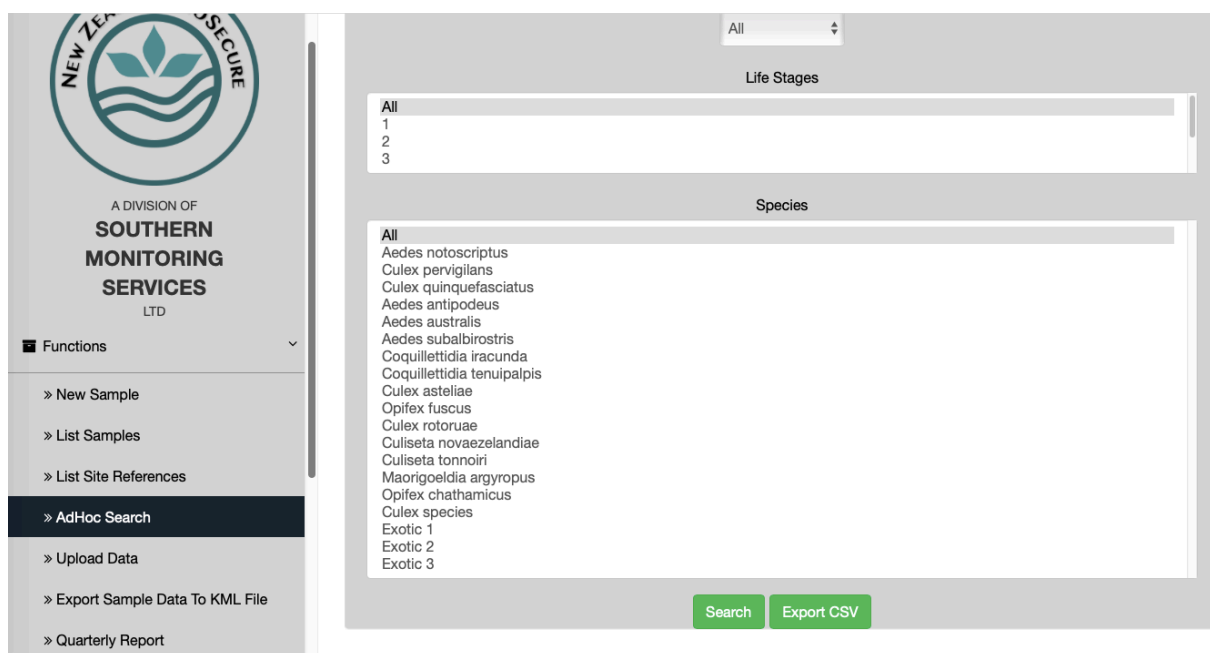 NEW ZEA
OSECURE
A DIVISION OF
SOUTHERN
MONITORING
SERVICES
LTD
Functions
» New Sample
» List Samples
» List Site References
» AdHoc Search
» Upload Data
» Export Sample Data To KML File
» Quarterly Report
All
Life Stages
All
1
2
3
Species
All
Aedes notoscriptus
Culex pervigilans
Culex quinquefasciatus
Aedes antipodeus
Aedes australis
Aedes subalbirostris
Coquillettidia iracunda
Coquillettidia tenuipalpis
Culex asteliae
Opifex fuscus
Culex rotoruae
Culiseta novaezelandiae
Culiseta tonnoiri
Maorigoeldia argyropus
Opifex chathamicus
Culex species
Exotic 1
Exotic 2
Exotic 3
Search
Export CSV